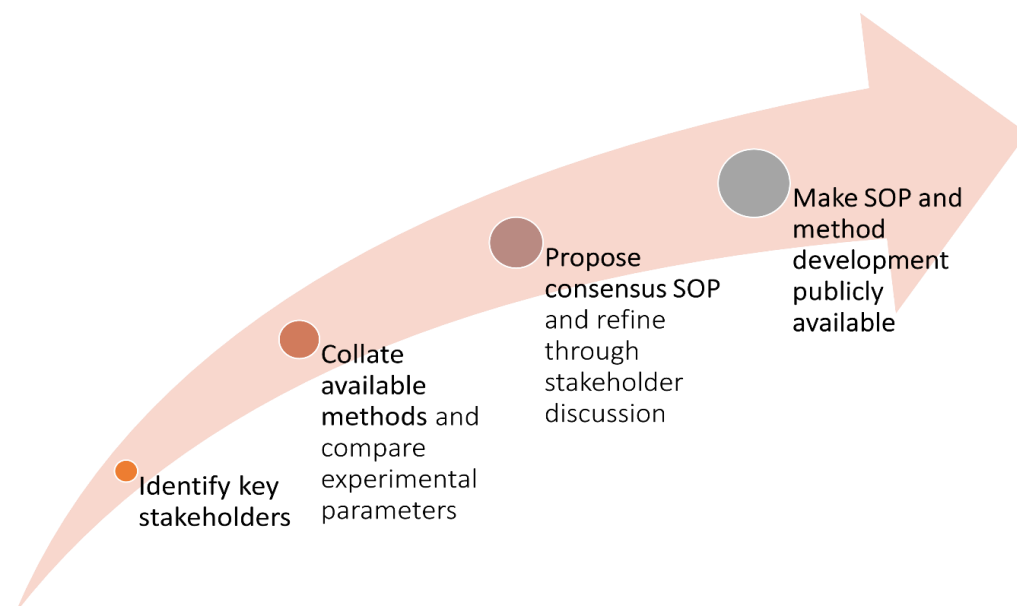 Identify key
stakeholders
Collate
available
methods and
compare
experimental
parameters
Propose
consensus SOP
and refine
through
stakeholder
discussion
Make SOP and
method
development
publicly
available